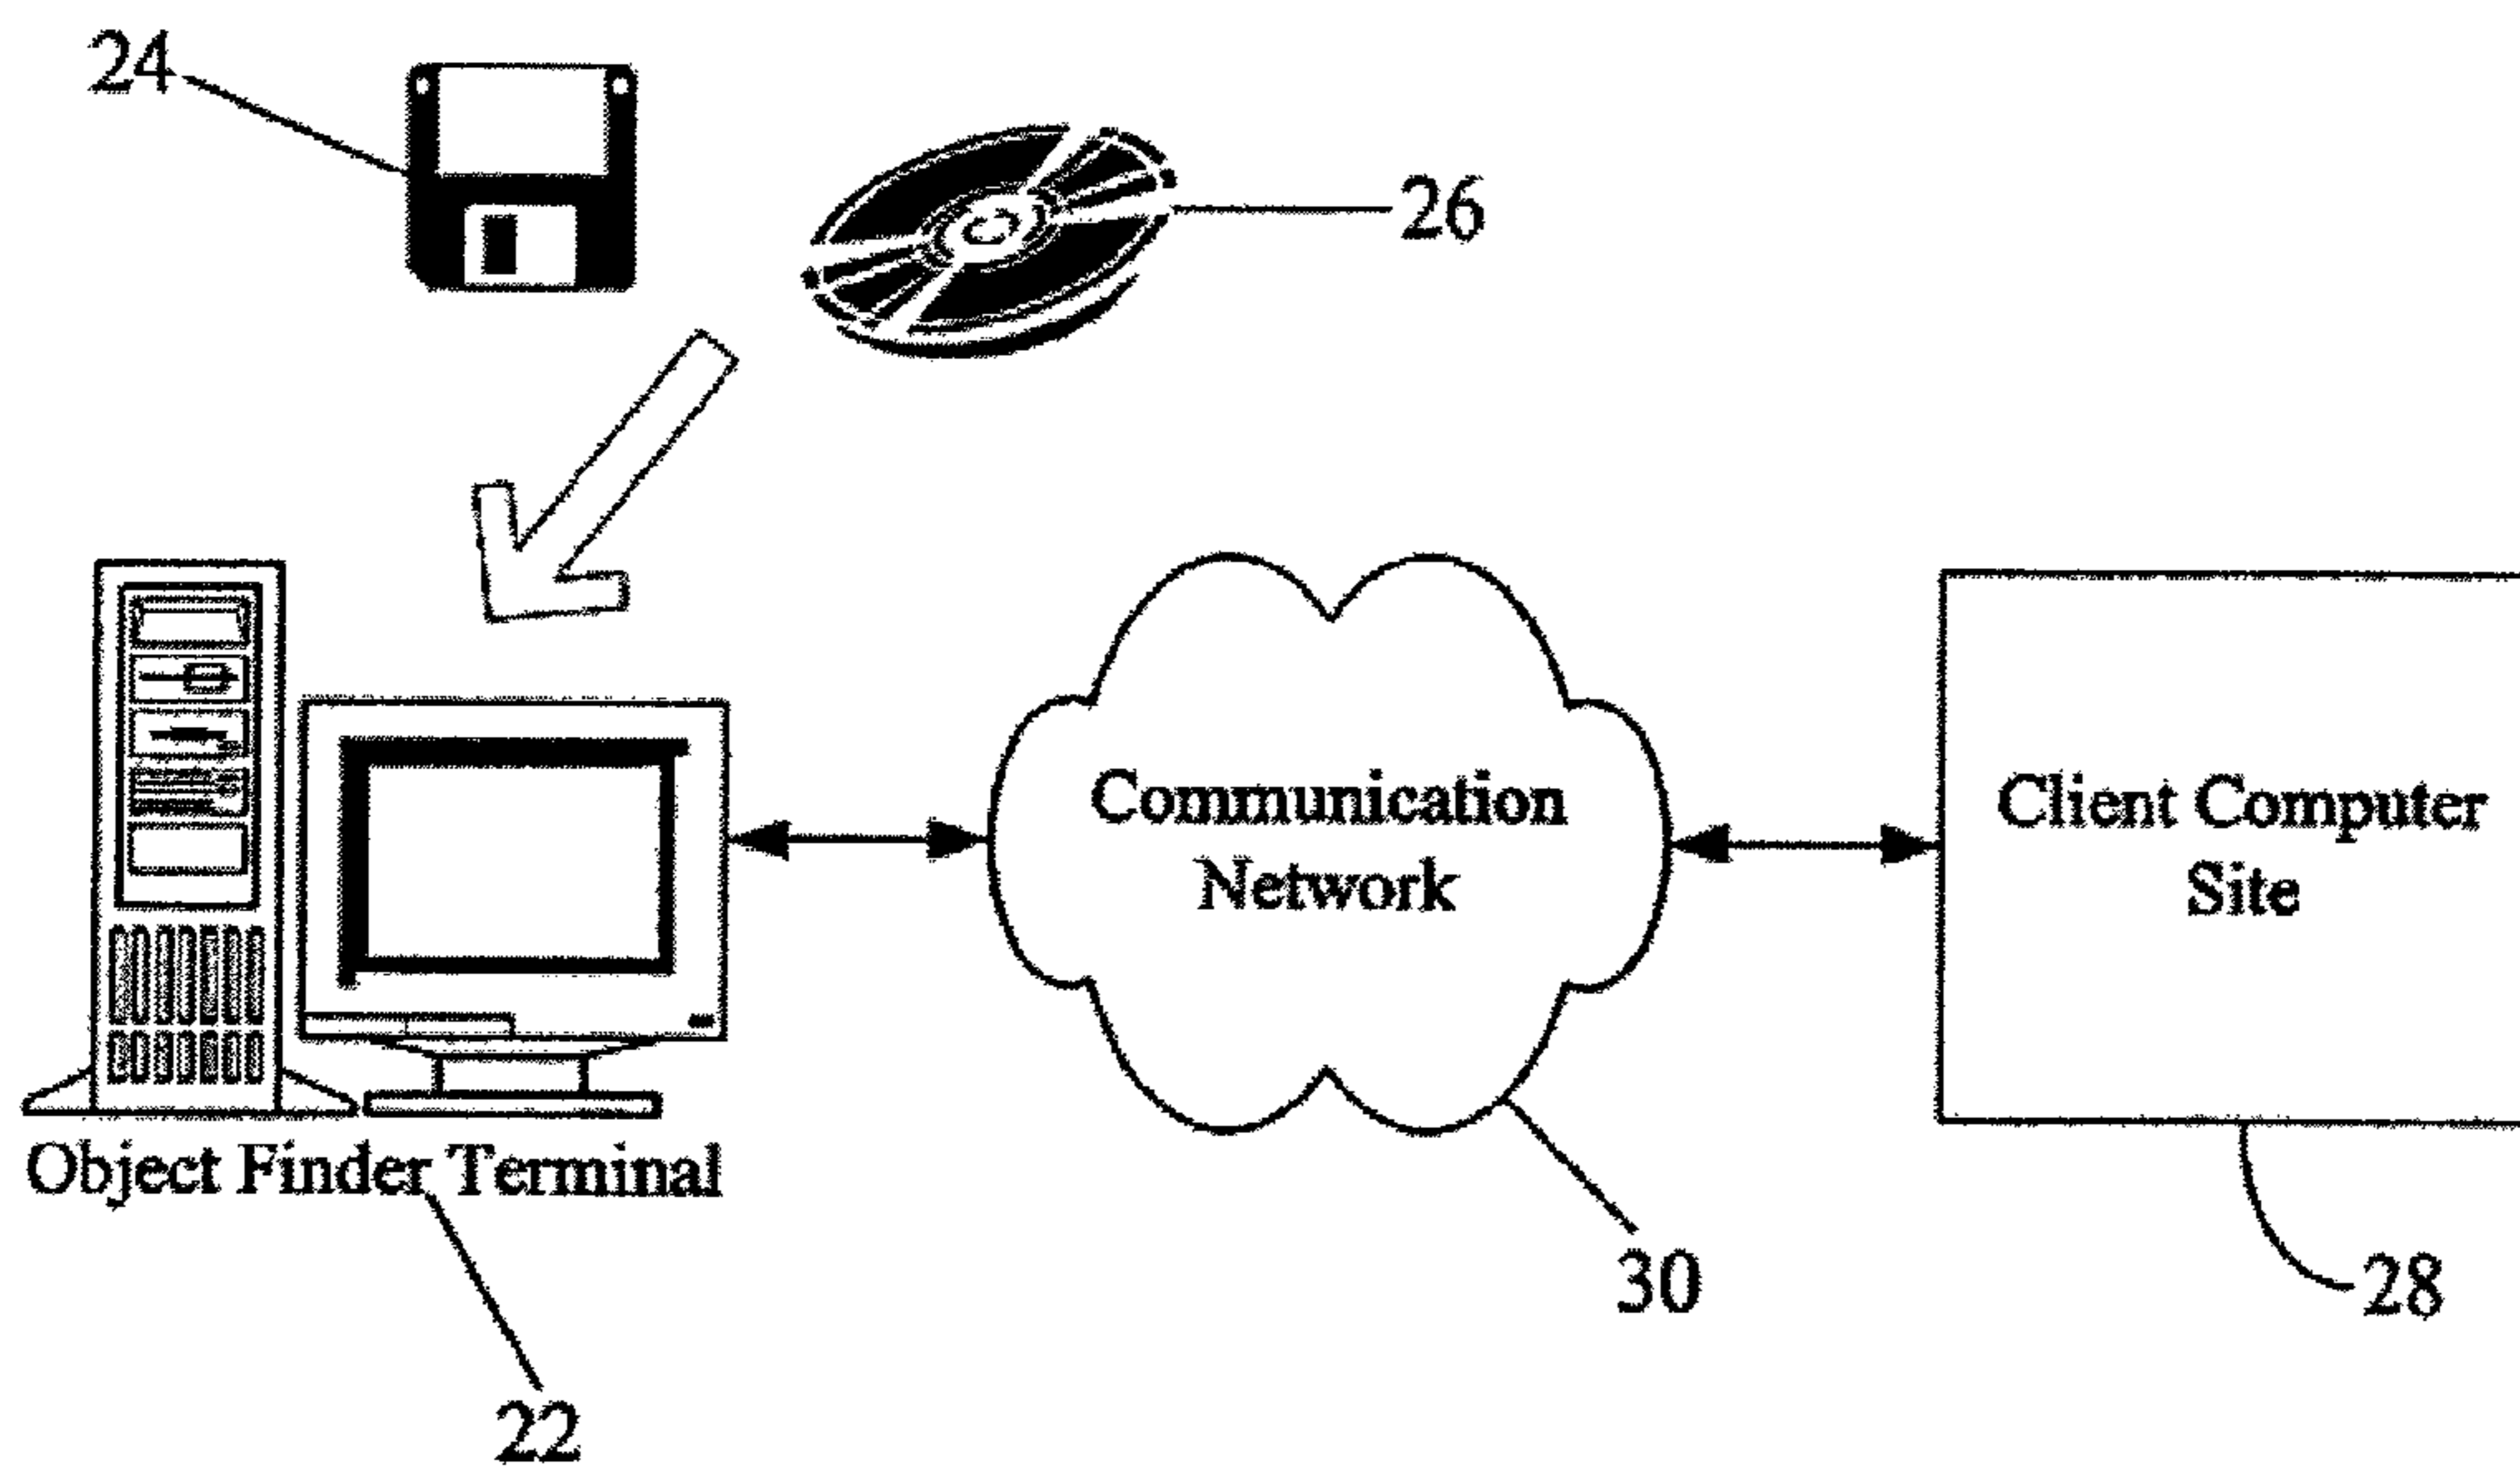 24
26
Communication
Network
Client Computer
Site
Object Finder Terminal
30
28
22